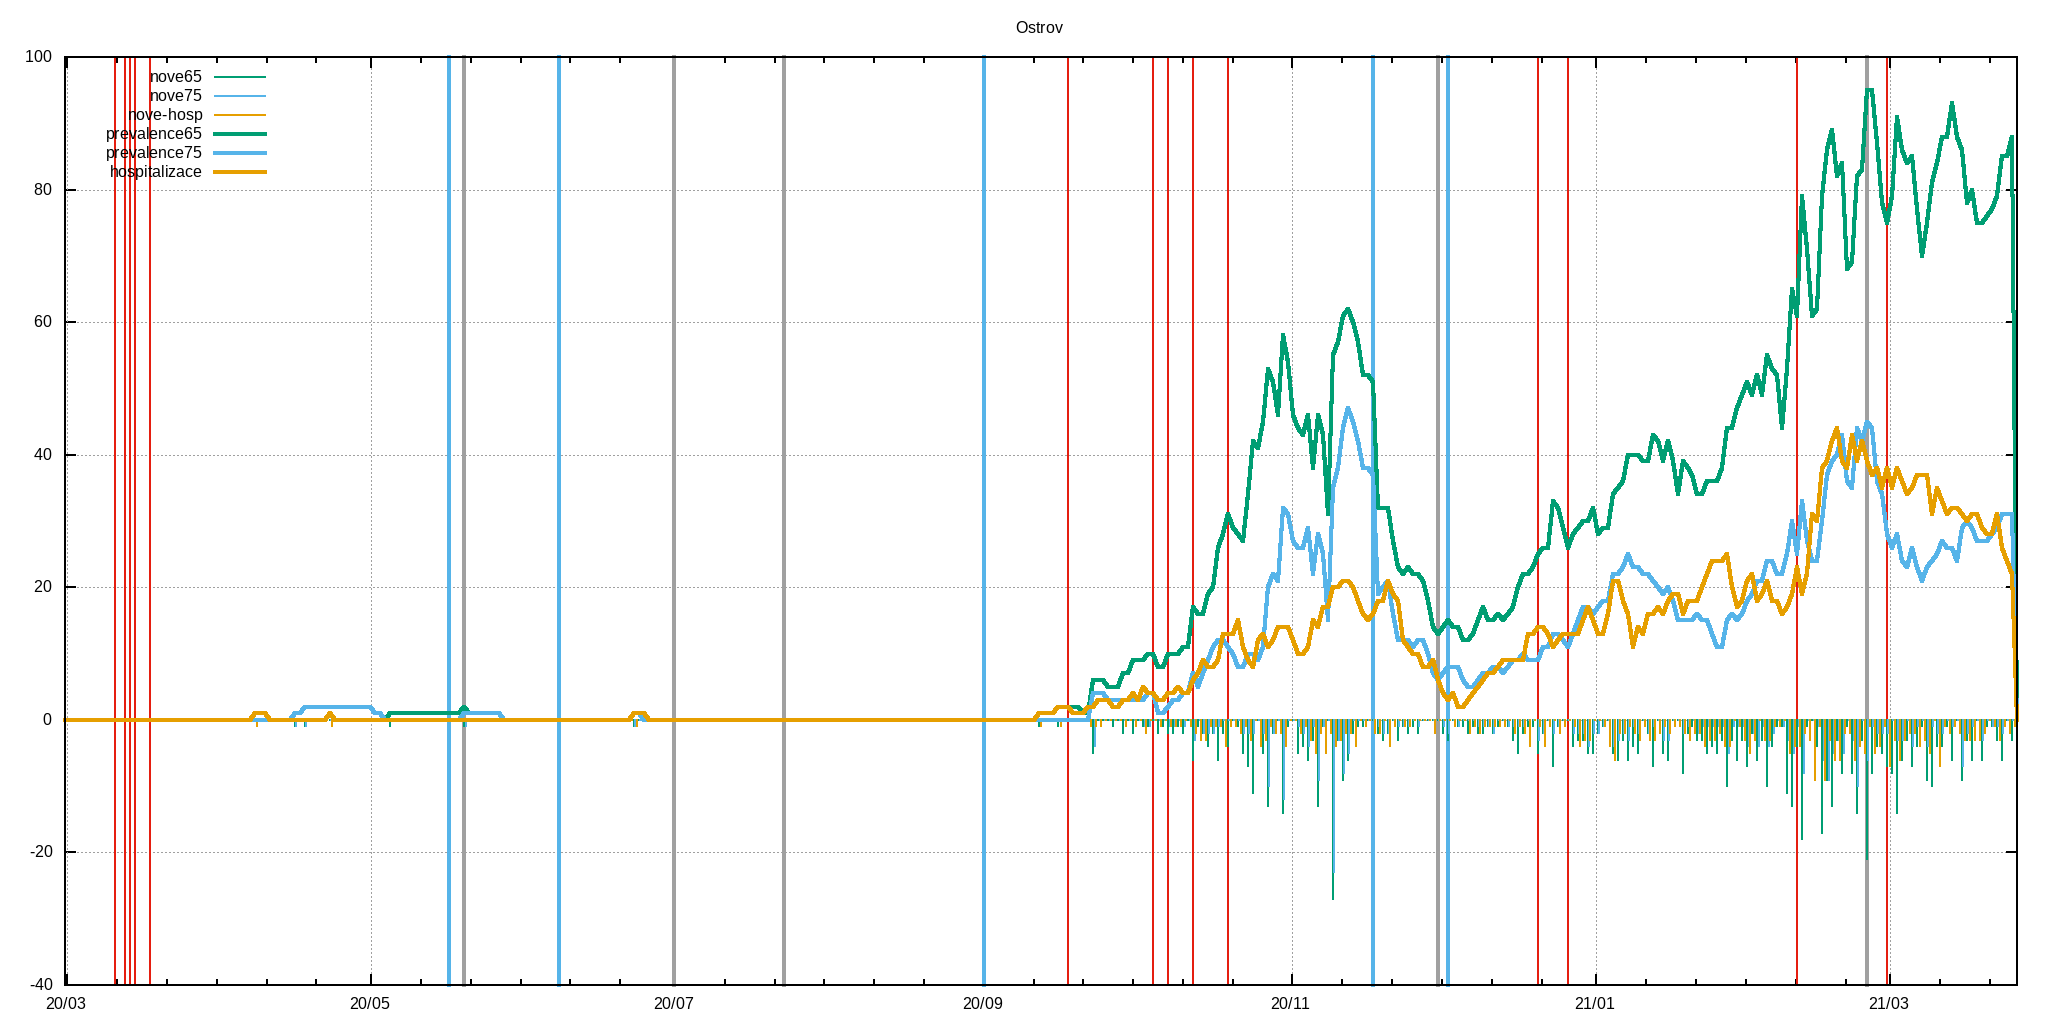 Ostrov
100
80
60
40
20
0
-20
-40
nove65
nove75
nove-hosp
prevalence65
prevalence75
hospitalizace
20/03 20/05 20/07 20/09 20/11 21/01 21/03